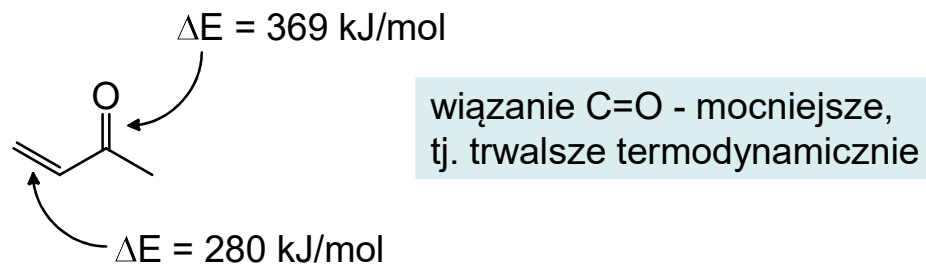 ΔE = 369 kJ/mol
O
wiązanie C=O - mocniejsze,
tj. trwalsze termodynamicznie
ΔE = 280 kJ/mol